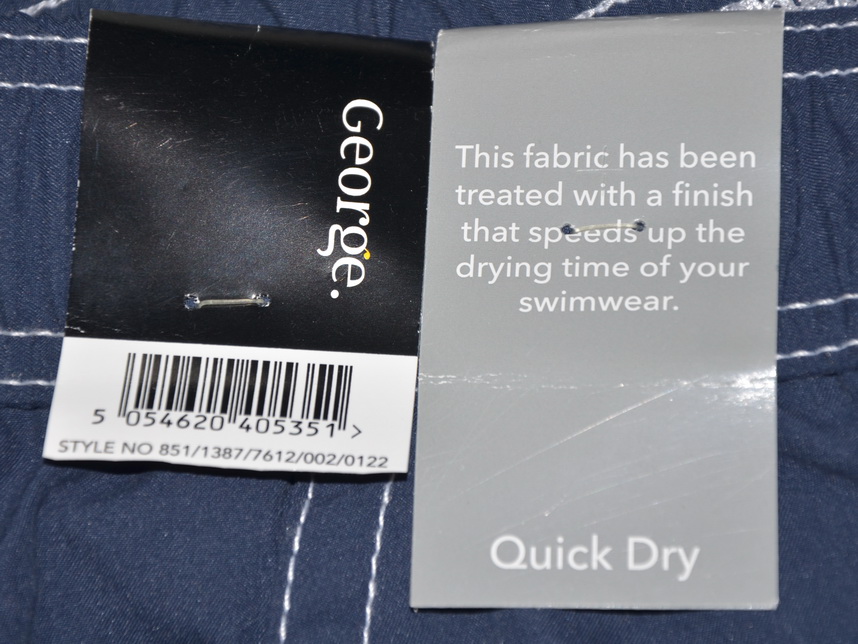 George.
5 054620 405351 >
STYLE NO 851/1387/7612/002/0122
This fabric has been
treated with a finish
that speeds up the
drying time of your
swimwear.
Quick Dry